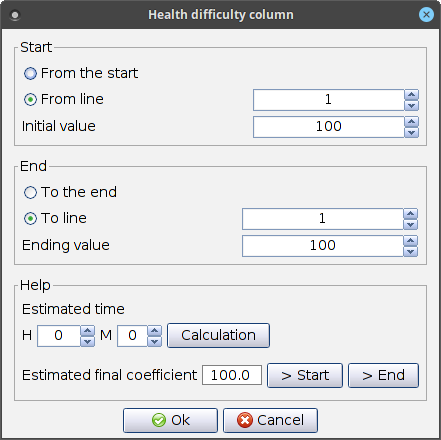 Health difficulty column
Start
From the start
From line 1
Initial value 100
End
To the end
To line 1
Ending value 100
Help
Estimated time
H 0 M 0 Calculation
Estimated final coefficient 100.0 > Start > End
Ok Cancel